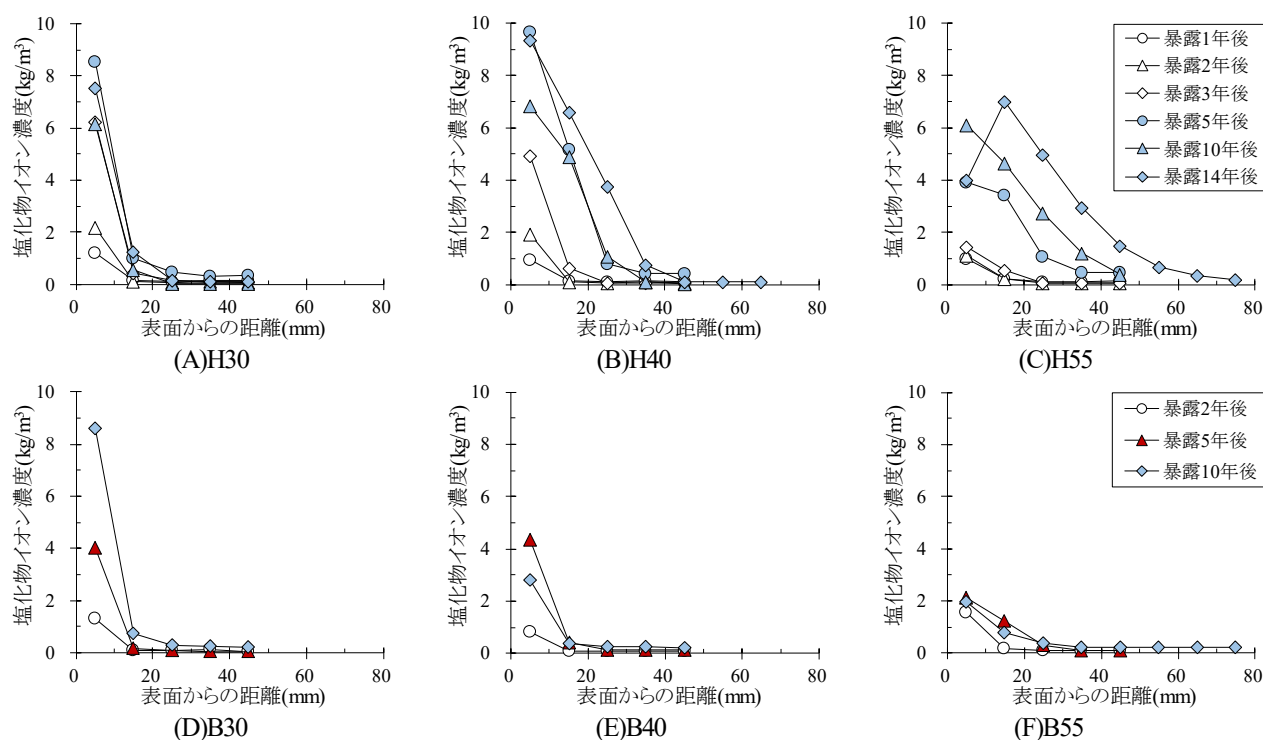 塩化物イオン濃度(kg/m³)
10
8
6
4
2
0
0 20 40 60 80
表面からの距離(mm)
(A)H30
塩化物イオン濃度(kg/m³)
10
8
6
4
2
0
0 20 40 60 80
表面からの距離(mm)
(B)H40
塩化物イオン濃度(kg/m³)
10
8
6
4
2
0
0 20 40 60 80
表面からの距離(mm)
(C)H55
暴露1年後
暴露2年後
暴露3年後
暴露5年後
暴露10年後
暴露14年後
塩化物イオン濃度(kg/m³)
10
8
6
4
2
0
0 20 40 60 80
表面からの距離(mm)
(D)B30
塩化物イオン濃度(kg/m³)
10
8
6
4
2
0
0 20 40 60 80
表面からの距離(mm)
(E)B40
塩化物イオン濃度(kg/m³)
10
8
6
4
2
0
0 20 40 60 80
表面からの距離(mm)
(F)B55
暴露2年後
暴露5年後
暴露10年後